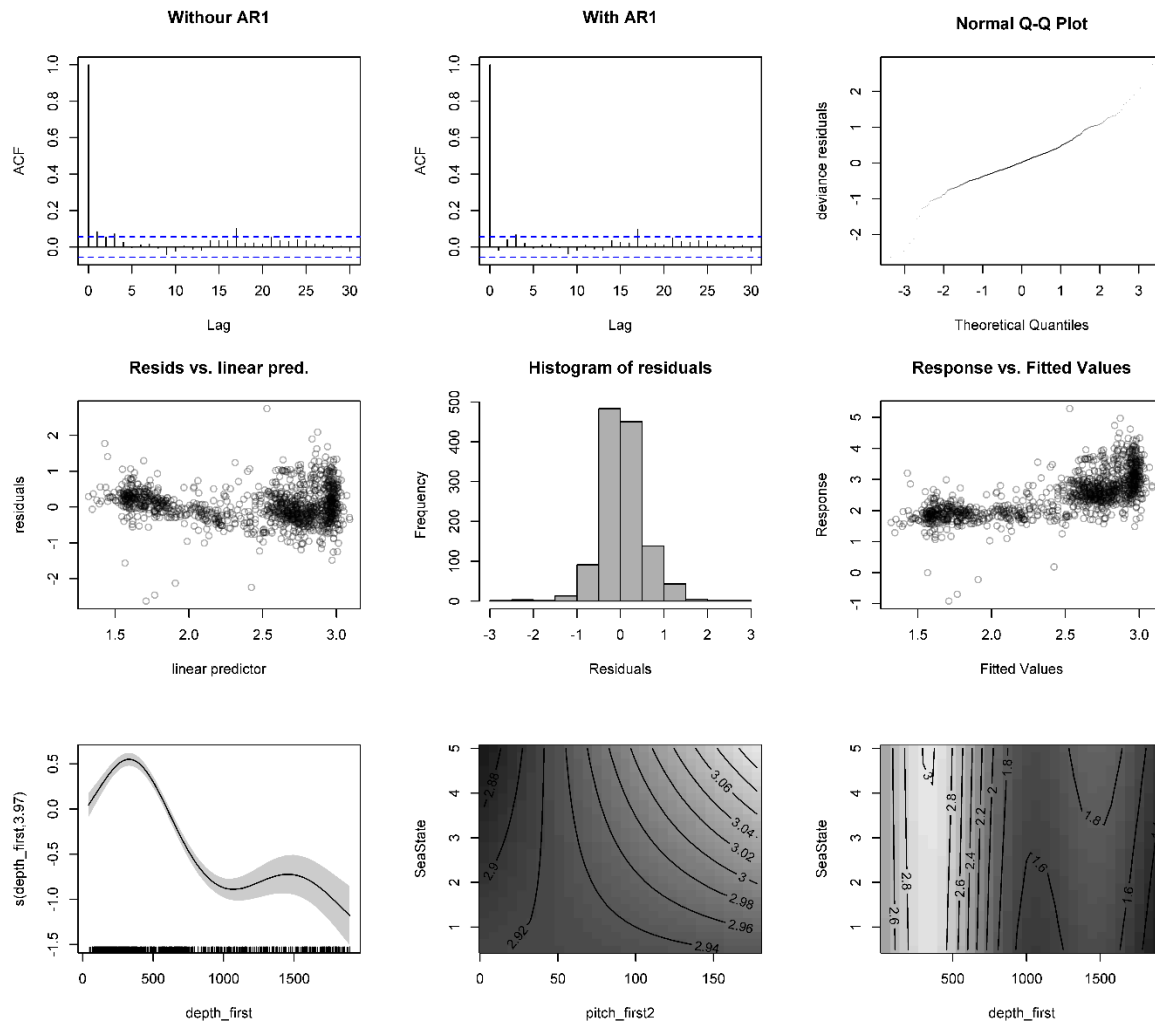 Withour AR1
ACF
1.0
0.8
0.6
0.4
0.2
0.0
0 5 10 15 20 25 30
Lag
With AR1
ACF
1.0
0.8
0.6
0.4
0.2
0.0
0 5 10 15 20 25 30
Lag
Normal Q-Q Plot
deviance residuals
2
1
0
-1
-2
-3 -2 -1 0 1 2 3
Theoretical Quantiles
Resids vs. linear pred.
residuals
2
1
0
-1
-2
1.5 2.0 2.5 3.0
linear predictor
Histogram of residuals
Frequency
500
400
300
200
100
0
-3 -2 -1 0 1 2 3
Residuals
Response vs. Fitted Values
Response
5
4
3
2
1
0
-1
1.5 2.0 2.5 3.0
Fitted Values
s(depth_first,3.97)
0.5
0.0
-0.5
-1.0
-1.5
0 500 1000 1500
depth_first
SeaState
5
4
3
2
1
2.88
2.9
2.92
3.06
3.04
3.02
3
2.98
2.96
2.94
0 50 100 150
pitch_first2
SeaState
5
4
3
2
1
3
2.8
1.8
2
2.2
2.4
2.6
2.8
2.6
1.8
1.6
1.6
500 1000 1500
depth_first